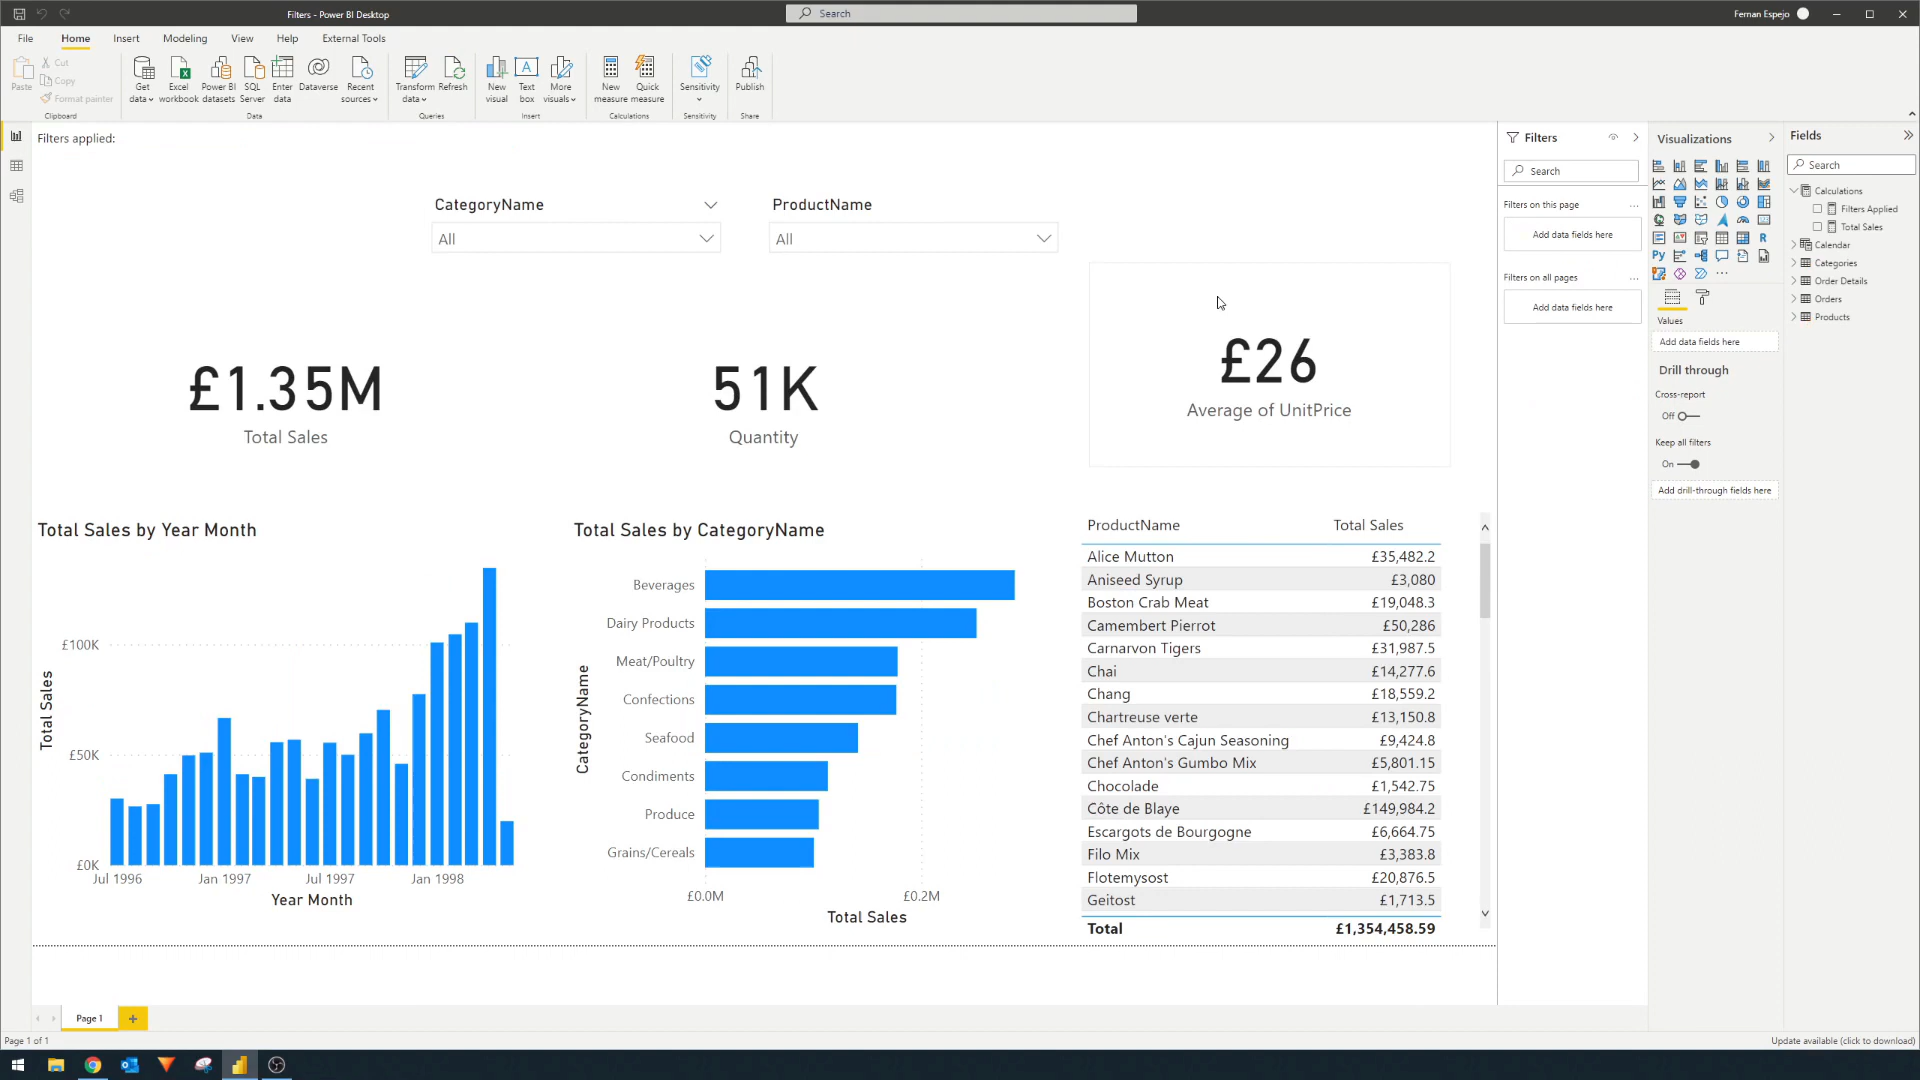 Filters - Power BI Desktop
Search
Fernan Espejo
File
Home
Insert
Modeling
View
Help
External Tools
Paste
Cut
Copy
Format painter
Clipboard
Get data
Excel workbook
Power BI datasets
SQL Server
Enter data
Dataverse
Recent sources
Data
Transform data
Refresh
Queries
New visual
Text box
More visuals
Insert
New measure
Quick measure
Calculations
Sensitivity
Sensitivity
Publish
Share
Filters applied:
CategoryName
All
ProductName
All
£1.35M
Total Sales
51K
Quantity
£26
Average of UnitPrice
Total Sales by Year Month
Total Sales
£100K
£50K
£0K
Jul 1996
Jan 1997
Jul 1997
Jan 1998
Year Month
Total Sales by CategoryName
CategoryName
Beverages
Dairy Products
Meat/Poultry
Confections
Seafood
Condiments
Produce
Grains/Cereals
£0.0M
£0.2M
Total Sales
ProductName Total Sales
Alice Mutton £35,482.2
Aniseed Syrup £3,080
Boston Crab Meat £19,048.3
Camembert Pierrot £50,286
Carnarvon Tigers £31,987.5
Chai £14,277.6
Chang £18,559.2
Chartreuse verte £13,150.8
Chef Anton's Cajun Seasoning £9,424.8
Chef Anton's Gumbo Mix £5,801.15
Chocolade £1,542.75
Côte de Blaye £149,984.2
Escargots de Bourgogne £6,664.75
Filo Mix £3,383.8
Flotemysost £20,876.5
Geitost £1,713.5
Total £1,354,458.59
Filters
Search
Filters on this page
Add data fields here
Filters on all pages
Add data fields here
Visualizations
R
Py
Values
Add data fields here
Drill through
Cross-report
Off
Keep all filters
On
Add drill-through fields here
Fields
Search
Calculations
Filters Applied
Total Sales
Calendar
Categories
Order Details
Orders
Products
Page 1
Page 1 of 1
Update available (click to download)